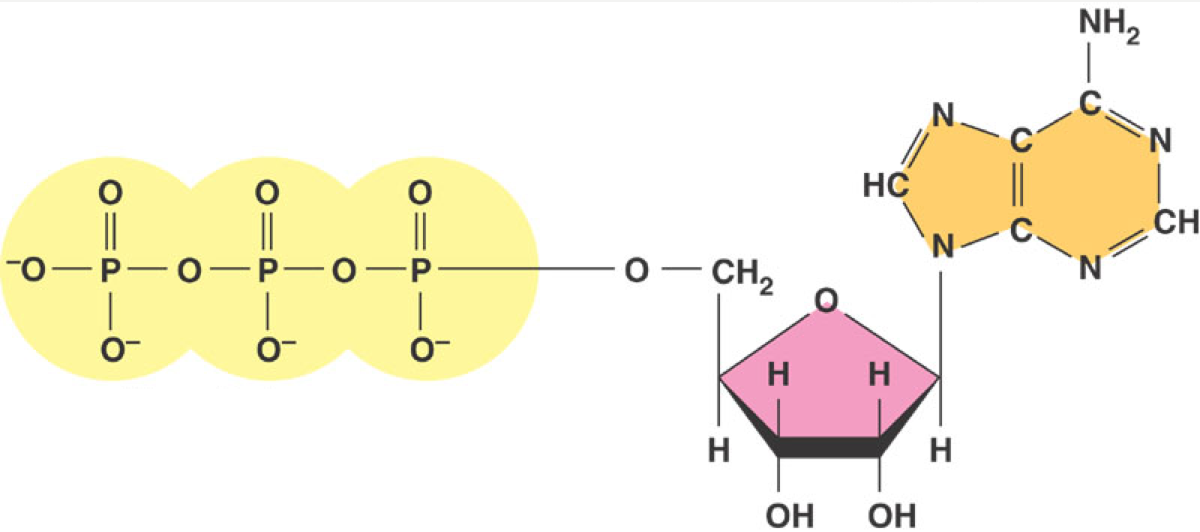 NH₂
N C
C N
HC
O O O
N C CH
⁻O P O P O P O CH₂ N
O
O⁻ O⁻ O⁻
H H
H H
OH OH